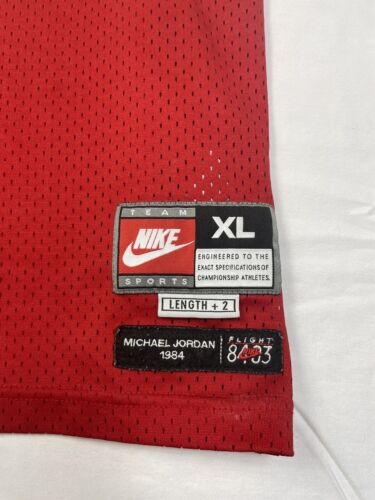 TEAM
NIKE
SPORTS
XL
ENGINEERED TO THE
EXACT SPECIFICATIONS OF
CHAMPIONSHIP ATHLETES.
LENGTH + 2
MICHAEL JORDAN
1984
FLIGHT
8403